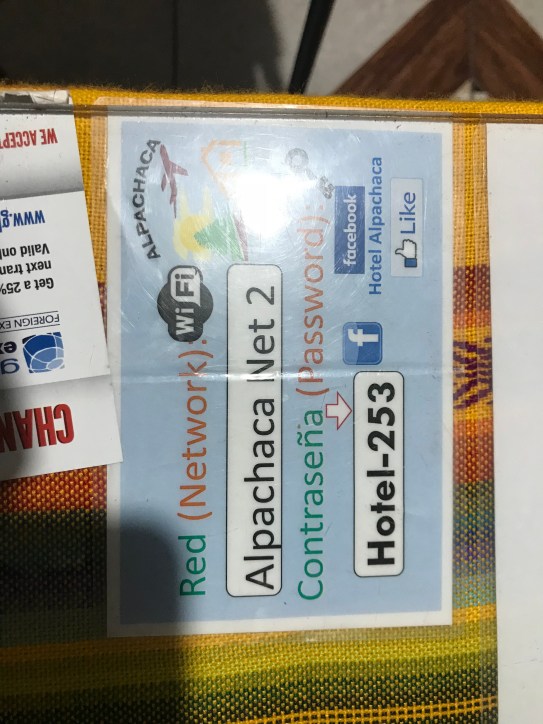 ALPACHACA
Red (Network):
WiFi
Alpachaca Net 2
Contraseña (Password):
Hotel-253
facebook
Hotel Alpachaca
f
Like
WE ACCEPT
Get a 25%
next tran
Valid onl
www.gl
FOREIGN EX
CHAN